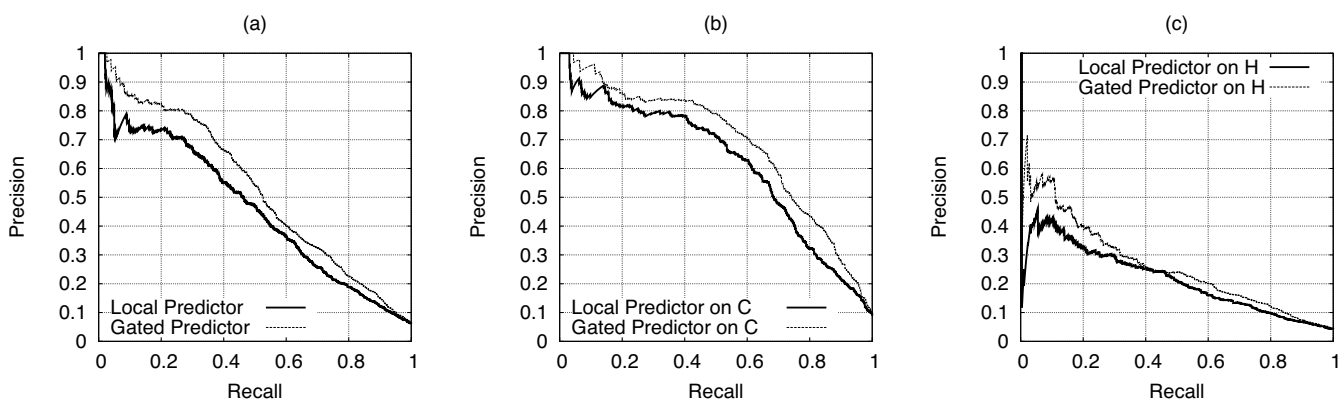 (a)
Precision
1
0.9
0.8
0.7
0.6
0.5
0.4
0.3
0.2
0.1
0
Local Predictor
Gated Predictor
0 0.2 0.4 0.6 0.8 1
Recall
(b)
Precision
1
0.9
0.8
0.7
0.6
0.5
0.4
0.3
0.2
0.1
0
Local Predictor on C
Gated Predictor on C
0 0.2 0.4 0.6 0.8 1
Recall
(c)
Precision
1
0.9
0.8
0.7
0.6
0.5
0.4
0.3
0.2
0.1
0
Local Predictor on H
Gated Predictor on H
0 0.2 0.4 0.6 0.8 1
Recall